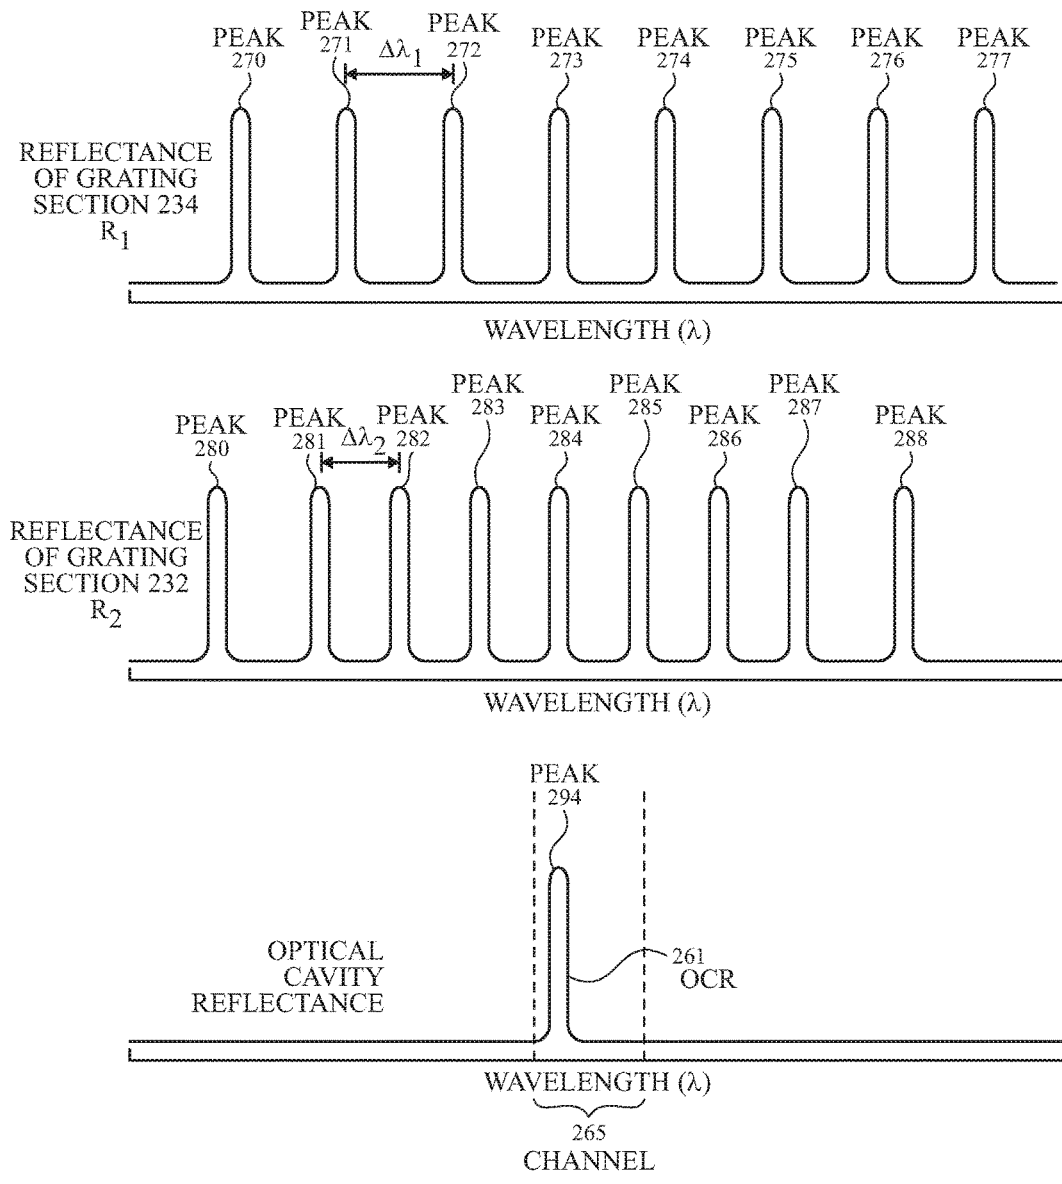 PEAK 270
PEAK 271
Δλ1
PEAK 272
PEAK 273
PEAK 274
PEAK 275
PEAK 276
PEAK 277
REFLECTANCE
OF GRATING
SECTION 234
R1
WAVELENGTH (λ)
PEAK 280
PEAK 281
Δλ2
PEAK 282
PEAK 283
PEAK 284
PEAK 285
PEAK 286
PEAK 287
PEAK 288
REFLECTANCE
OF GRATING
SECTION 232
R2
WAVELENGTH (λ)
PEAK 294
OPTICAL
CAVITY
REFLECTANCE
261
OCR
WAVELENGTH (λ)
265
CHANNEL